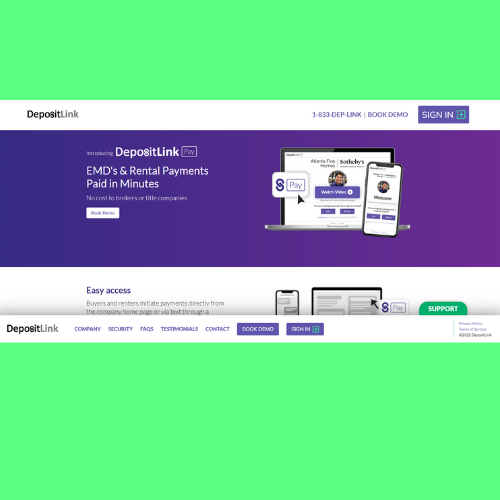 DepositLink
1-833-DEP-LINK | BOOK DEMO
SIGN IN
Introducing DepositLink Pay
EMD's & Rental Payments
Paid in Minutes
No cost to brokers or title companies
Book Demo
Atlanta Fine Homes | Sotheby's
Pay
Watch Video
Welcome
Easy access
Buyers and renters initiate payments directly from
the company home page or via text through a
Pay
SUPPORT
DepositLink
COMPANY SECURITY FAQS TESTIMONIALS CONTACT BOOK DEMO SIGN IN
Privacy Policy
Terms of Service
©2022 DepositLink